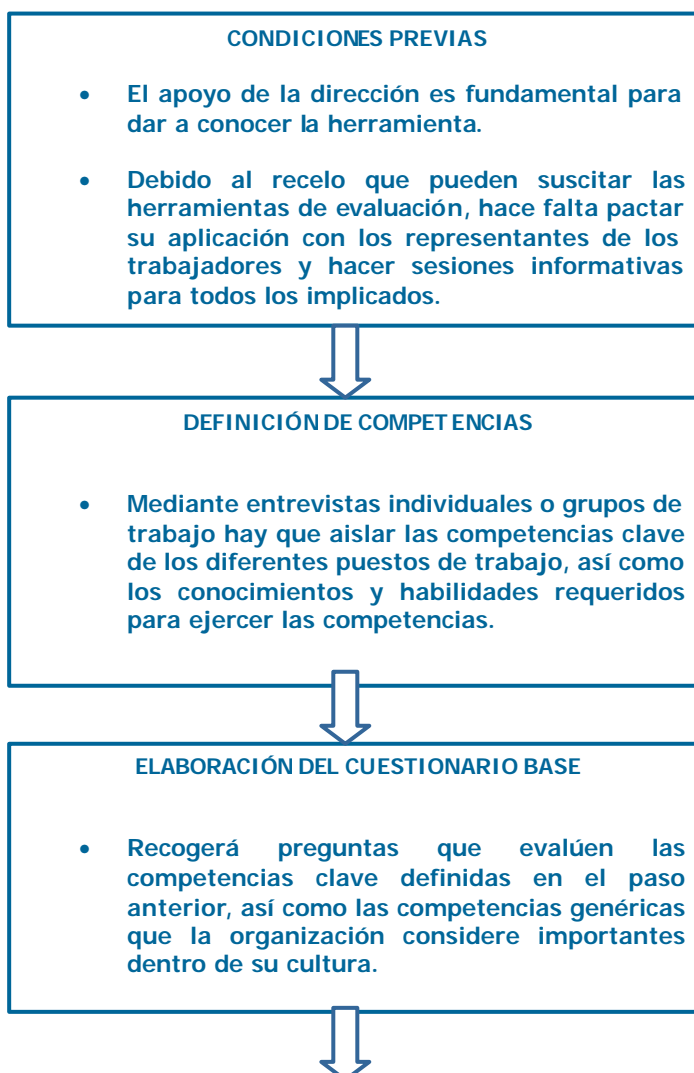 CONDICIONES PREVIAS
• El apoyo de la dirección es fundamental para
dar a conocer la herramienta.
• Debido al recelo que pueden suscitar las
herramientas de evaluación, hace falta pactar
su aplicación con los representantes de los
trabajadores y hacer sesiones informativas
para todos los implicados.
DEFINICIÓN DE COMPETENCIAS
• Mediante entrevistas individuales o grupos de
trabajo hay que aislar las competencias clave
de los diferentes puestos de trabajo, así como
los conocimientos y habilidades requeridos
para ejercer las competencias.
ELABORACIÓN DEL CUESTIONARIO BASE
• Recogerá preguntas que evalúen las
competencias clave definidas en el paso
anterior, así como las competencias genéricas
que la organización considere importantes
dentro de su cultura.